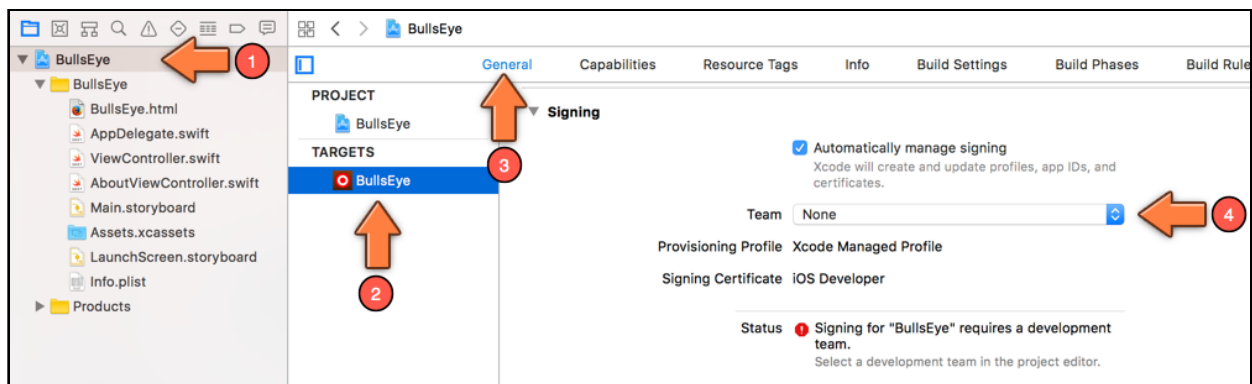 BullsEye
BullsEye
1
BullsEye
BullsEye.html
AppDelegate.swift
ViewController.swift
AboutViewController.swift
Main.storyboard
Assets.xcassets
LaunchScreen.storyboard
Info.plist
Products
General Capabilities Resource Tags Info Build Settings Build Phases Build Rule
PROJECT
BullsEye
TARGETS
BullsEye
2
3
Signing
Automatically manage signing
Xcode will create and update profiles, app IDs, and
certificates.
Team None
4
Provisioning Profile Xcode Managed Profile
Signing Certificate iOS Developer
Status Signing for "BullsEye" requires a development
team.
Select a development team in the project editor.